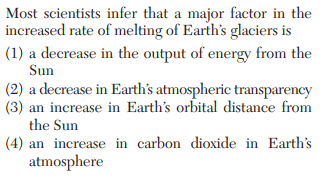 Most scientists infer that a major factor in the
increased rate of melting of Earth's glaciers is
(1) a decrease in the output of energy from the
Sun
(2) a decrease in Earth's atmospheric transparency
(3) an increase in Earth's orbital distance from
the Sun
(4) an increase in carbon dioxide in Earth's
atmosphere